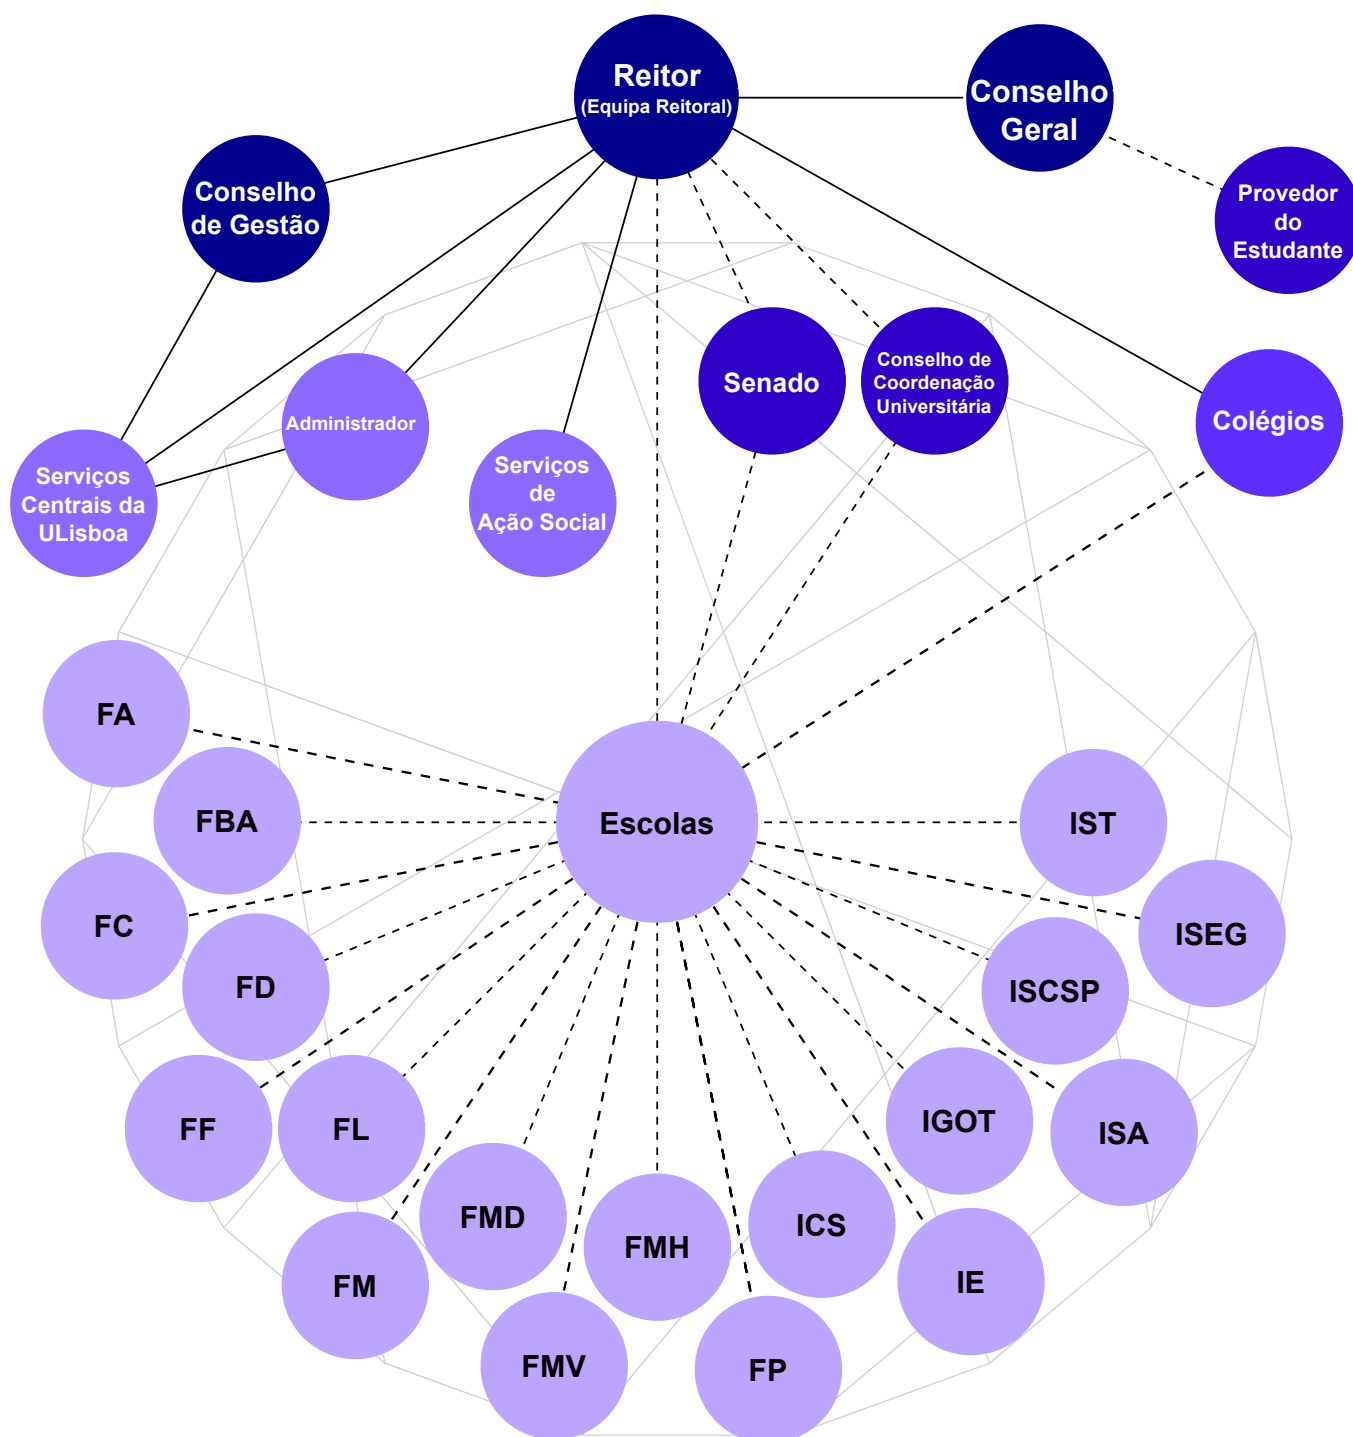 Reitor
(Equipa Reitoral)
Conselho
Geral
Provedor
do
Estudante
Conselho
de Gestão
Senado
Conselho de
Coordenação
Universitária
Colégios
Administrador
Serviços
Centrais da
ULisboa
Serviços
de
Ação Social
Escolas
FA
FBA
FC
FD
FF
FL
FM
FMD
FMV
FMH
FP
ICS
IE
IGOT
ISA
ISCSP
ISEG
IST